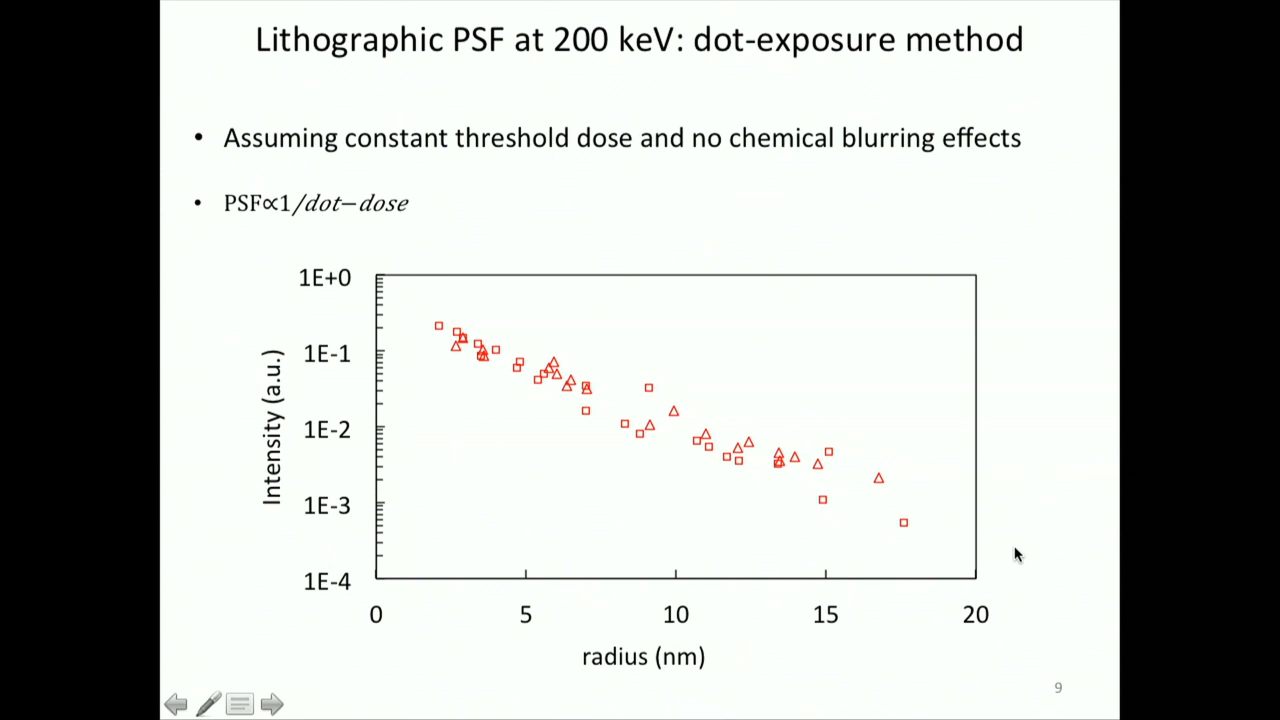 Lithographic PSF at 200 keV: dot-exposure method
• Assuming constant threshold dose and no chemical blurring effects
• PSF∝1/dot−dose
1E+0
1E-1
1E-2
1E-3
1E-4
Intensity (a.u.)
0 5 10 15 20
radius (nm)
9